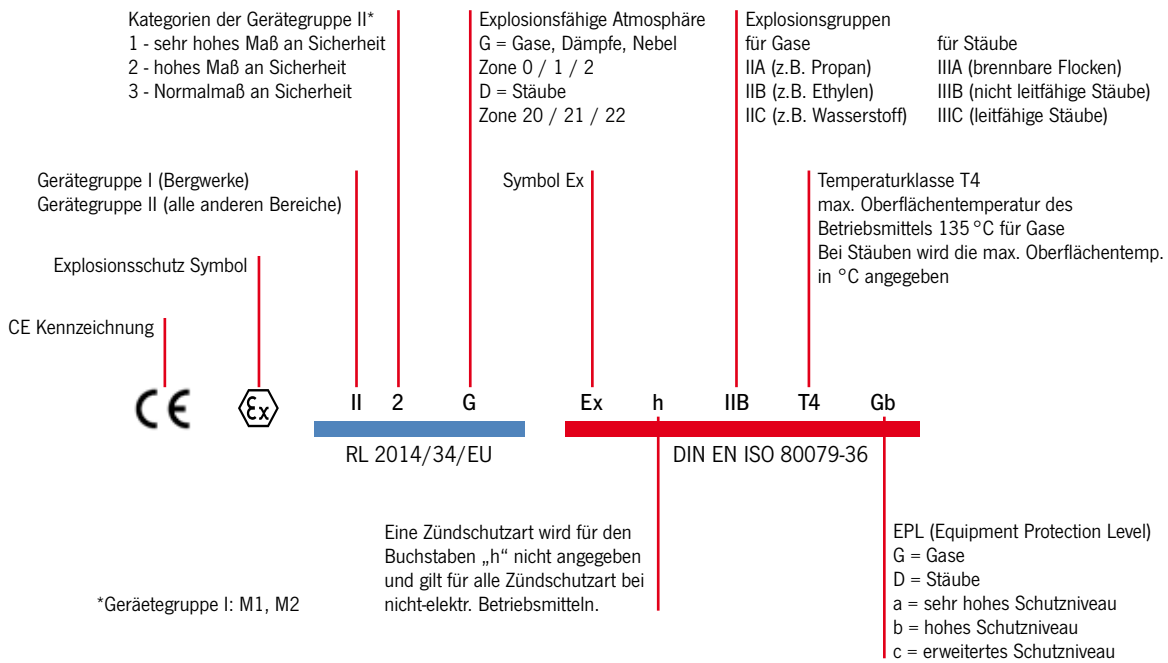 Kategorien der Gerätegruppe II*
1 - sehr hohes Maß an Sicherheit
2 - hohes Maß an Sicherheit
3 - Normalmaß an Sicherheit
Explosionsfähige Atmosphäre
G = Gase, Dämpfe, Nebel
Zone 0 / 1 / 2
D = Stäube
Zone 20 / 21 / 22
Explosionsgruppen
für Gase
IIA (z.B. Propan)
IIB (z.B. Ethylen)
IIC (z.B. Wasserstoff)
für Stäube
IIIA (brennbare Flocken)
IIIB (nicht leitfähige Stäube)
IIIC (leitfähige Stäube)
Gerätegruppe I (Bergwerke)
Gerätegruppe II (alle anderen Bereiche)
Symbol Ex
Temperaturklasse T4
max. Oberflächentemperatur des
Betriebsmittels 135 °C für Gase
Bei Stäuben wird die max. Oberflächentemp.
in °C angegeben
Explosionsschutz Symbol
CE Kennzeichnung
CE Ex II 2 G Ex h IIB T4 Gb
RL 2014/34/EU
DIN EN ISO 80079-36
Eine Zündschutzart wird für den
Buchstaben „h“ nicht angegeben
und gilt für alle Zündschutzart bei
nicht-elektr. Betriebsmitteln.
EPL (Equipment Protection Level)
G = Gase
D = Stäube
a = sehr hohes Schutzniveau
b = hohes Schutzniveau
c = erweitertes Schutzniveau
*Geräetegruppe I: M1, M2